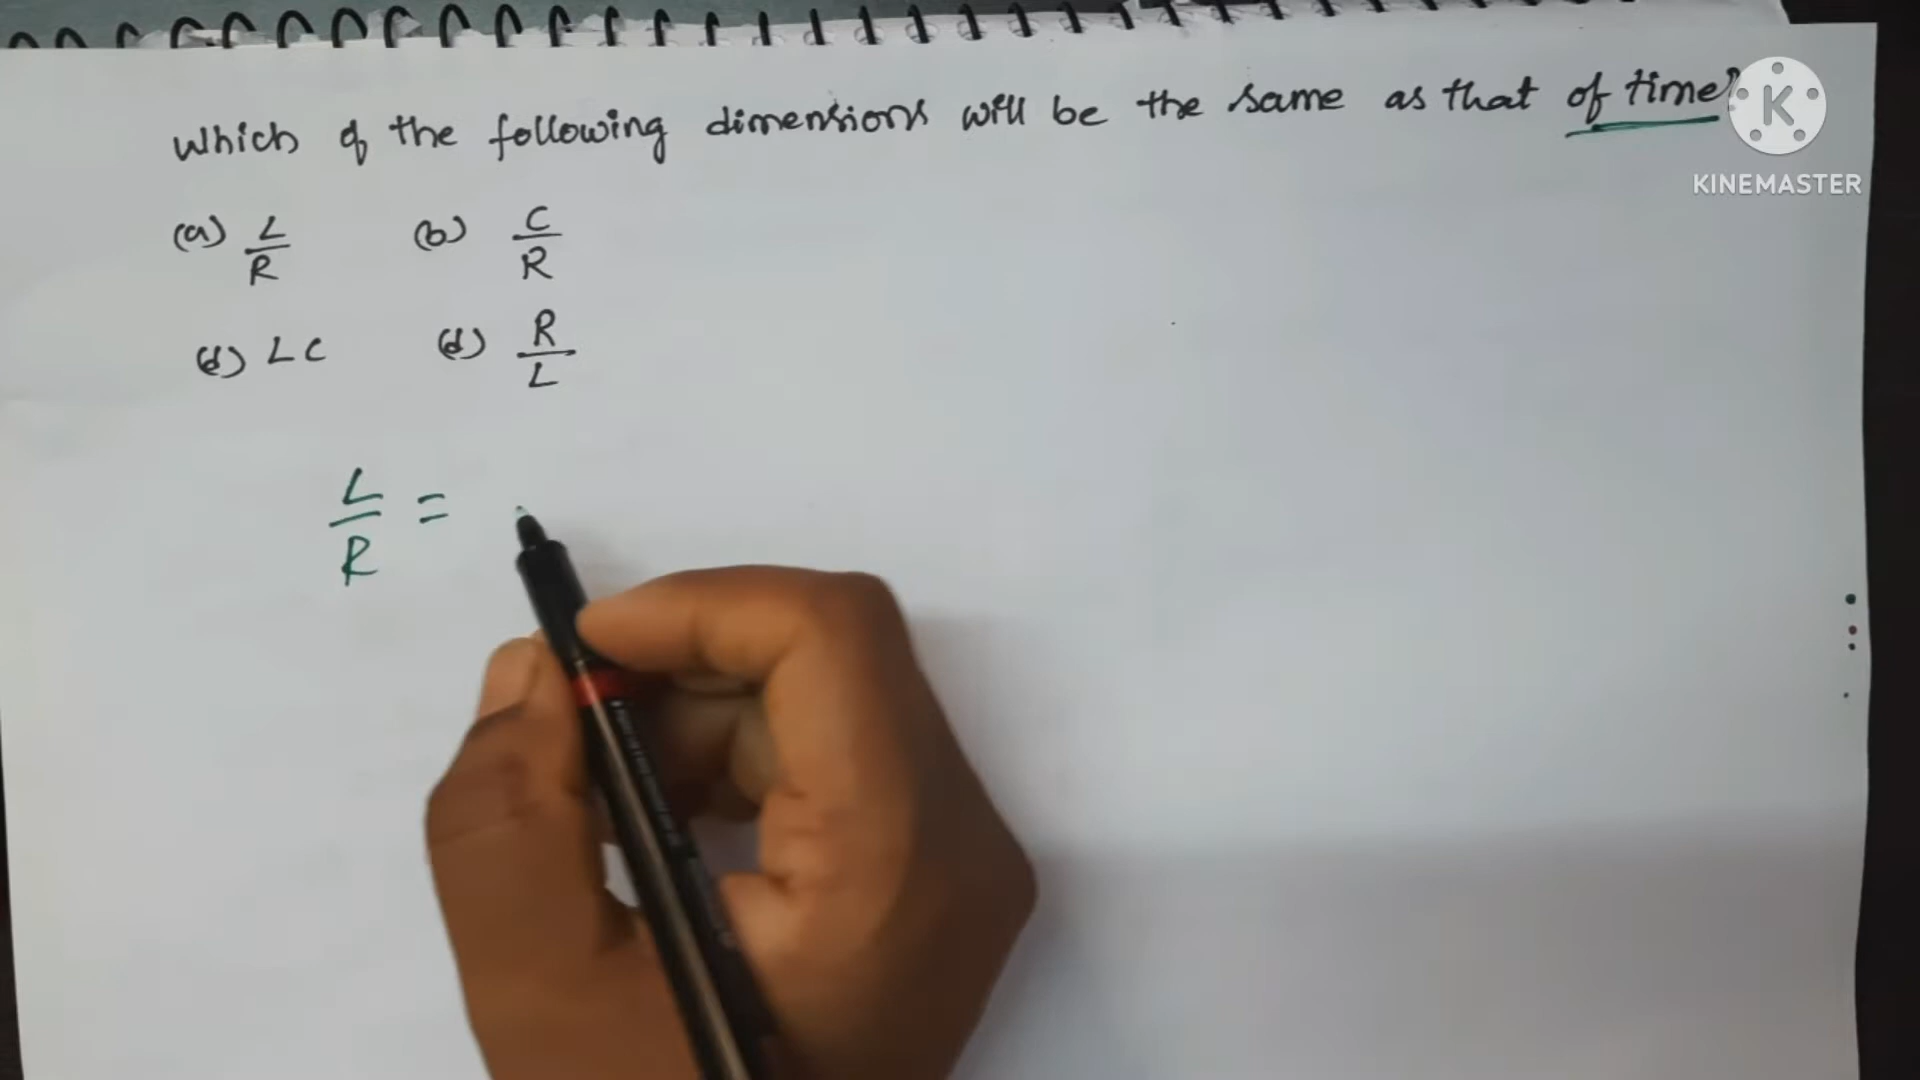 Which of the following dimensions will be the same as that of time?
(a) L/R (b) C/R
(d) LC (d) R/L
L/R =
K
KINEMASTER